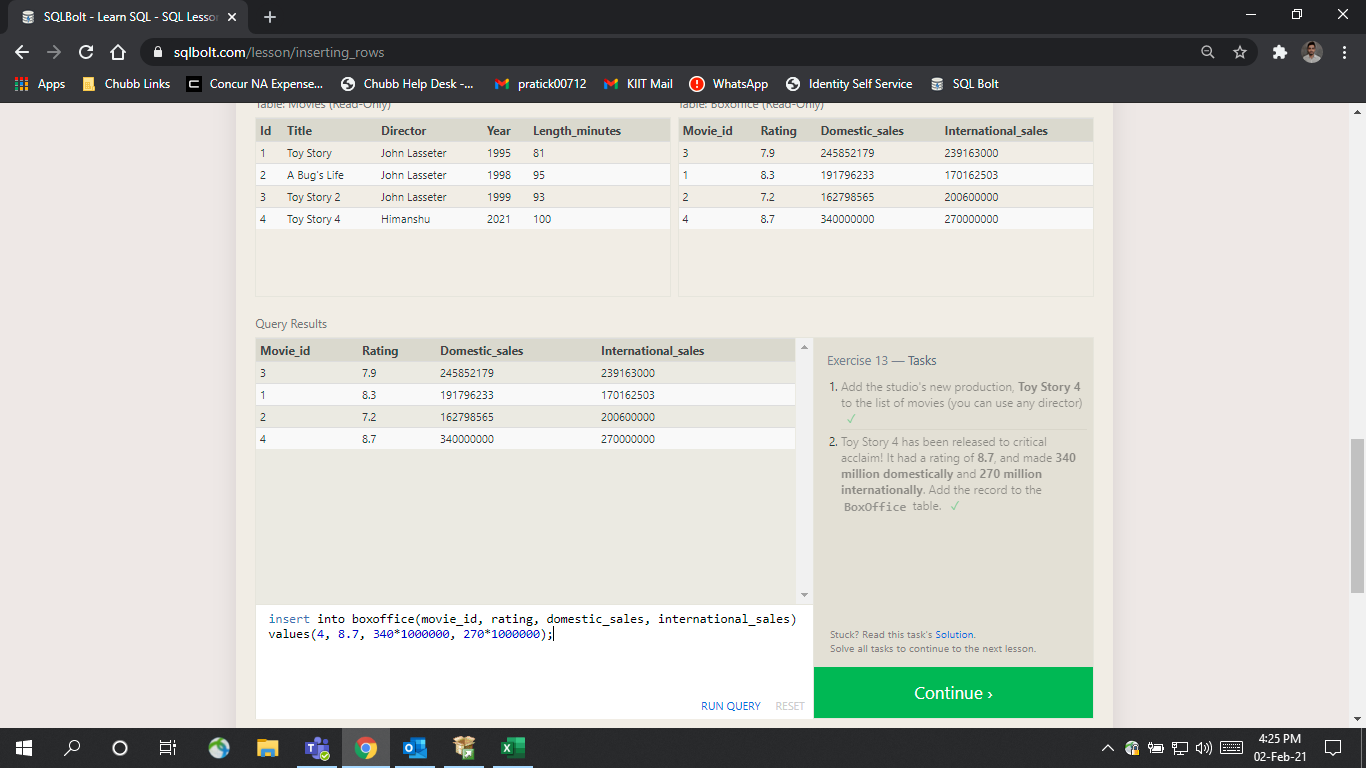 SQLBolt - Learn SQL - SQL Lesson
sqlbolt.com/lesson/inserting_rows
Apps Chubb Links Concur NA Expense... Chubb Help Desk -... pratick00712 KIIT Mail WhatsApp Identity Self Service SQL Bolt
Table: Movies (Read-Only) Table: Boxoffice (Read-Only)
Id Title Director Year Length_minutes Movie_id Rating Domestic_sales International_sales
1 Toy Story John Lasseter 1995 81 3 7.9 245852179 239163000
2 A Bug's Life John Lasseter 1998 95 1 8.3 191796233 170162503
3 Toy Story 2 John Lasseter 1999 93 2 7.2 162798565 200600000
4 Toy Story 4 Himanshu 2021 100 4 8.7 340000000 270000000
Query Results
Movie_id Rating Domestic_sales International_sales
3 7.9 245852179 239163000
1 8.3 191796233 170162503
2 7.2 162798565 200600000
4 8.7 340000000 270000000
insert into boxoffice(movie_id, rating, domestic_sales, international_sales)
values(4, 8.7, 340*1000000, 270*1000000);
RUN QUERY RESET
Exercise 13 — Tasks
1. Add the studio's new production, Toy Story 4
to the list of movies (you can use any director)
✓
2. Toy Story 4 has been released to critical
acclaim! It had a rating of 8.7, and made 340
million domestically and 270 million
internationally. Add the record to the
BoxOffice table. ✓
Stuck? Read this task's Solution.
Solve all tasks to continue to the next lesson.
Continue ›
4:25 PM
02-Feb-21